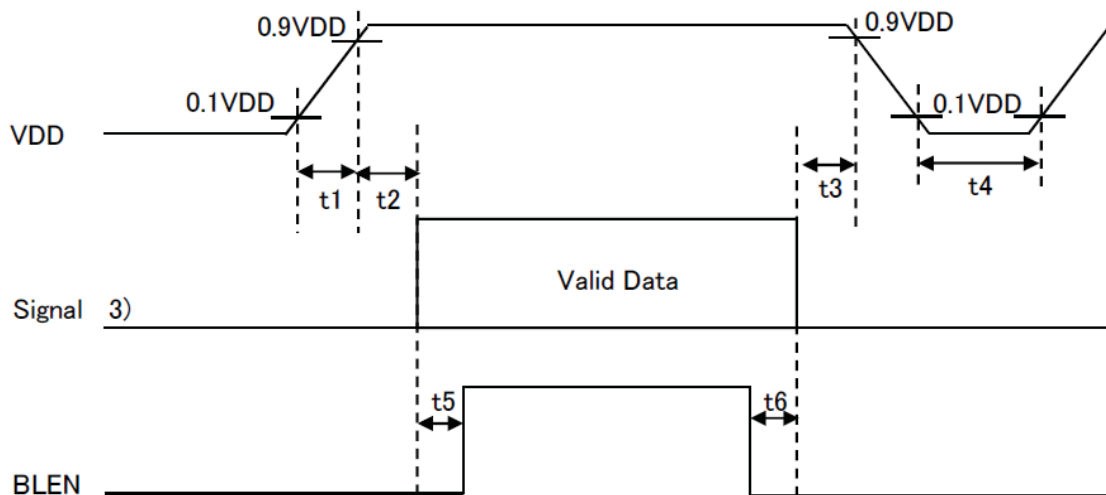 0.9VDD
0.9VDD
0.1VDD
0.1VDD
VDD
t1
t2
t3
t4
Valid Data
Signal 3)
t5
t6
BLEN